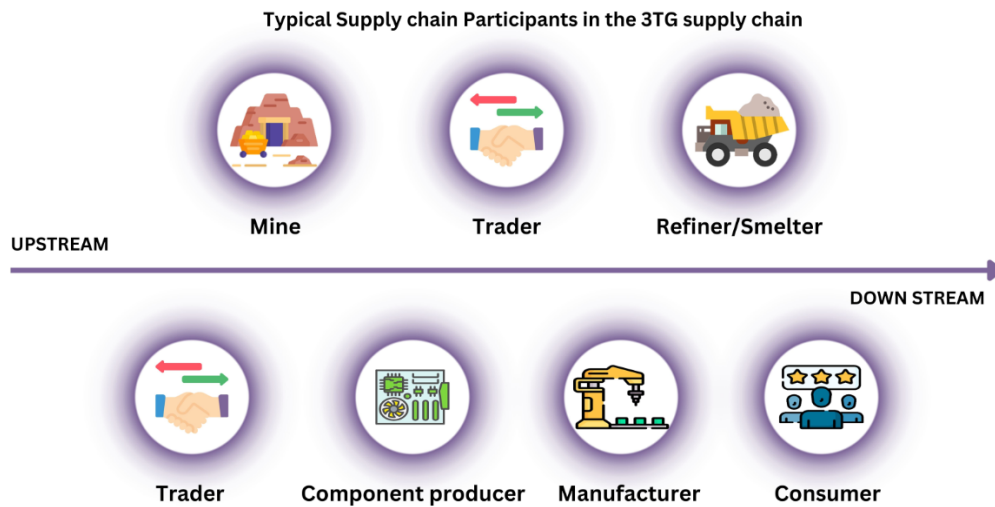 Typical Supply chain Participants in the 3TG supply chain
Mine
Trader
Refiner/Smelter
UPSTREAM
DOWN STREAM
Trader
Component producer
Manufacturer
Consumer